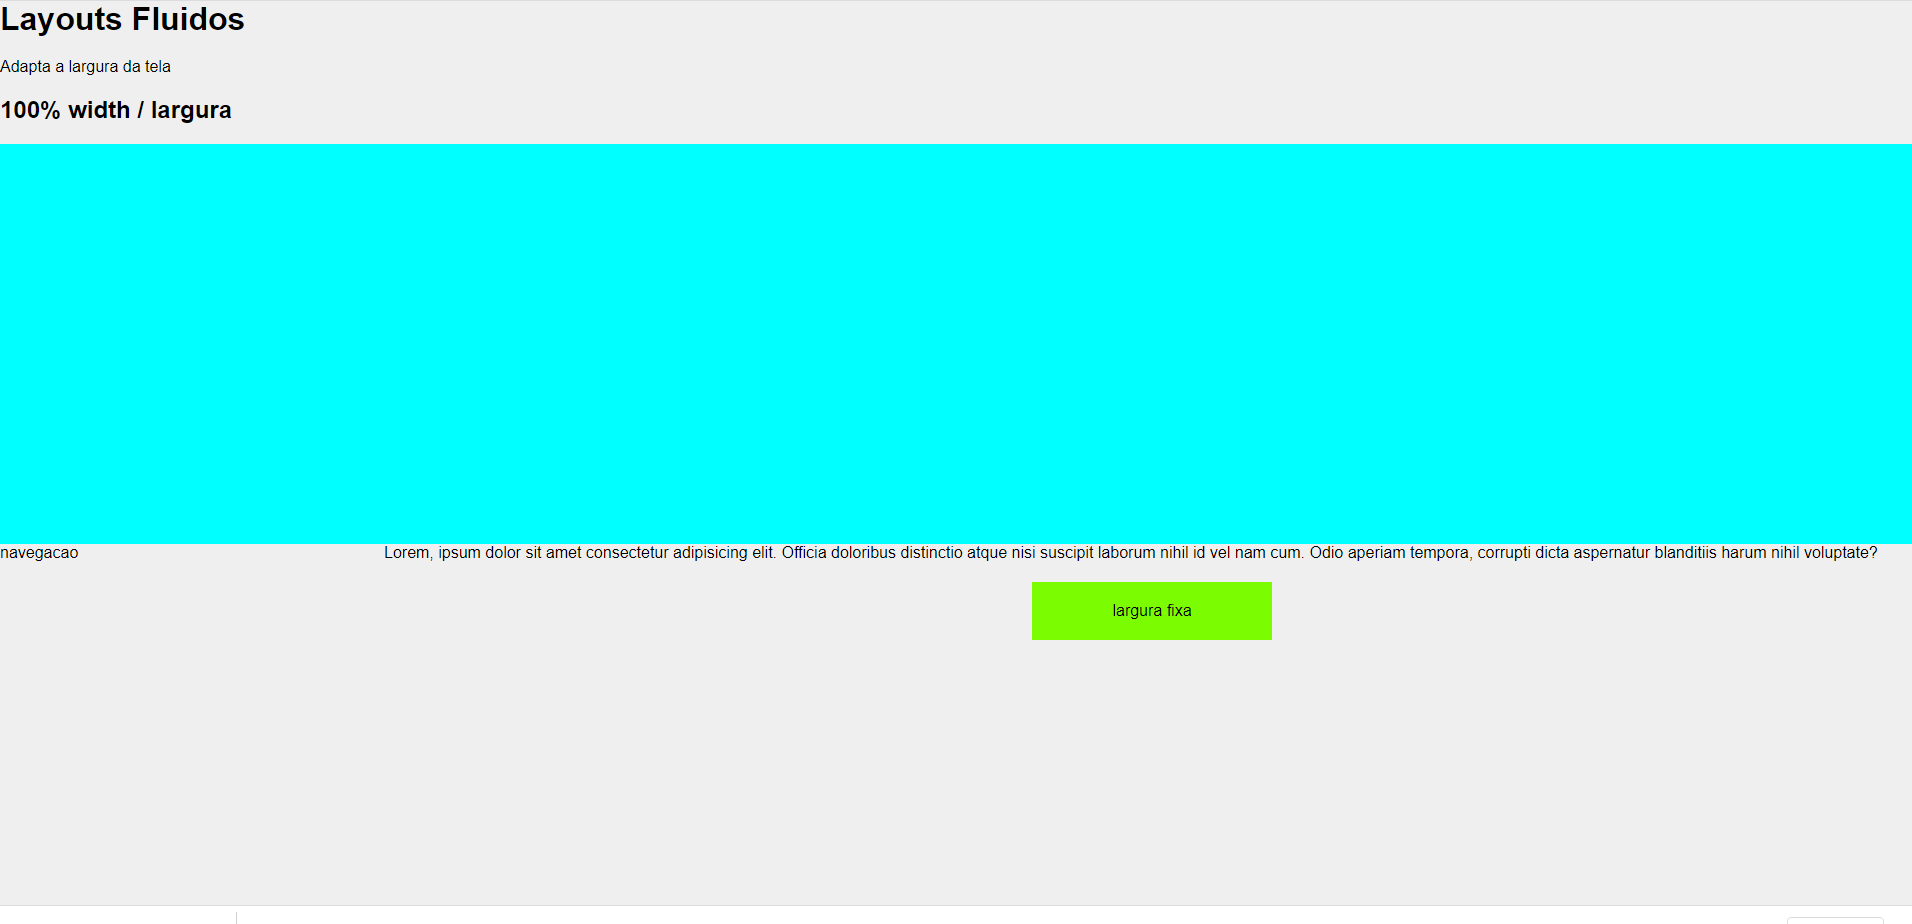 Layouts Fluidos
Adapta a largura da tela
100% width / largura
navegacao
Lorem, ipsum dolor sit amet consectetur adipisicing elit. Officia doloribus distinctio atque nisi suscipit laborum nihil id vel nam cum. Odio aperiam tempora, corrupti dicta aspernatur blanditiis harum nihil voluptate?
largura fixa